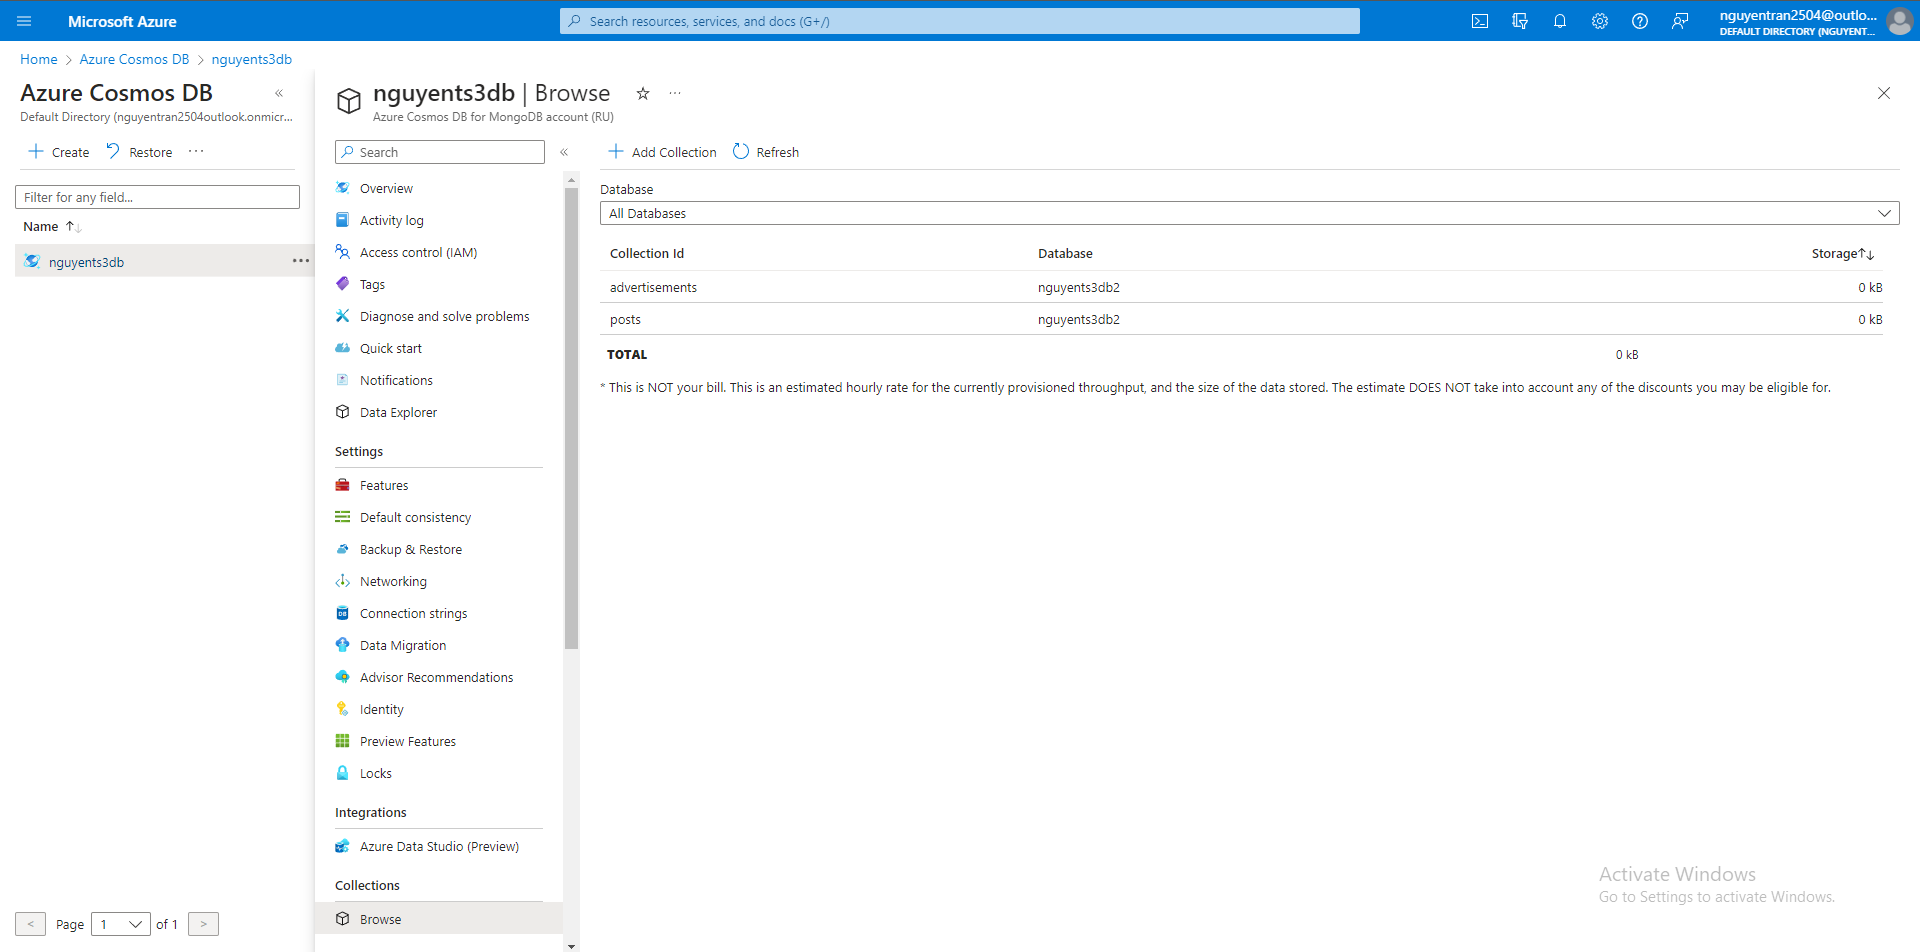 Microsoft Azure
Search resources, services, and docs (G+/)
nguyentran2504@outlo...
DEFAULT DIRECTORY (NGUYENT...
Home > Azure Cosmos DB > nguyents3db
Azure Cosmos DB
Default Directory (nguyentran2504outlook.onmicr...
Create
Restore
Filter for any field...
Name
nguyents3db
Page 1 of 1
nguyents3db | Browse
Azure Cosmos DB for MongoDB account (RU)
Search
Overview
Activity log
Access control (IAM)
Tags
Diagnose and solve problems
Quick start
Notifications
Data Explorer
Settings
Features
Default consistency
Backup & Restore
Networking
Connection strings
Data Migration
Advisor Recommendations
Identity
Preview Features
Locks
Integrations
Azure Data Studio (Preview)
Collections
Browse
Add Collection
Refresh
Database
All Databases
Collection Id Database Storage
advertisements nguyents3db2 0 kB
posts nguyents3db2 0 kB
TOTAL 0 kB
* This is NOT your bill. This is an estimated hourly rate for the currently provisioned throughput, and the size of the data stored. The estimate DOES NOT take into account any of the discounts you may be eligible for.
Activate Windows
Go to Settings to activate Windows.